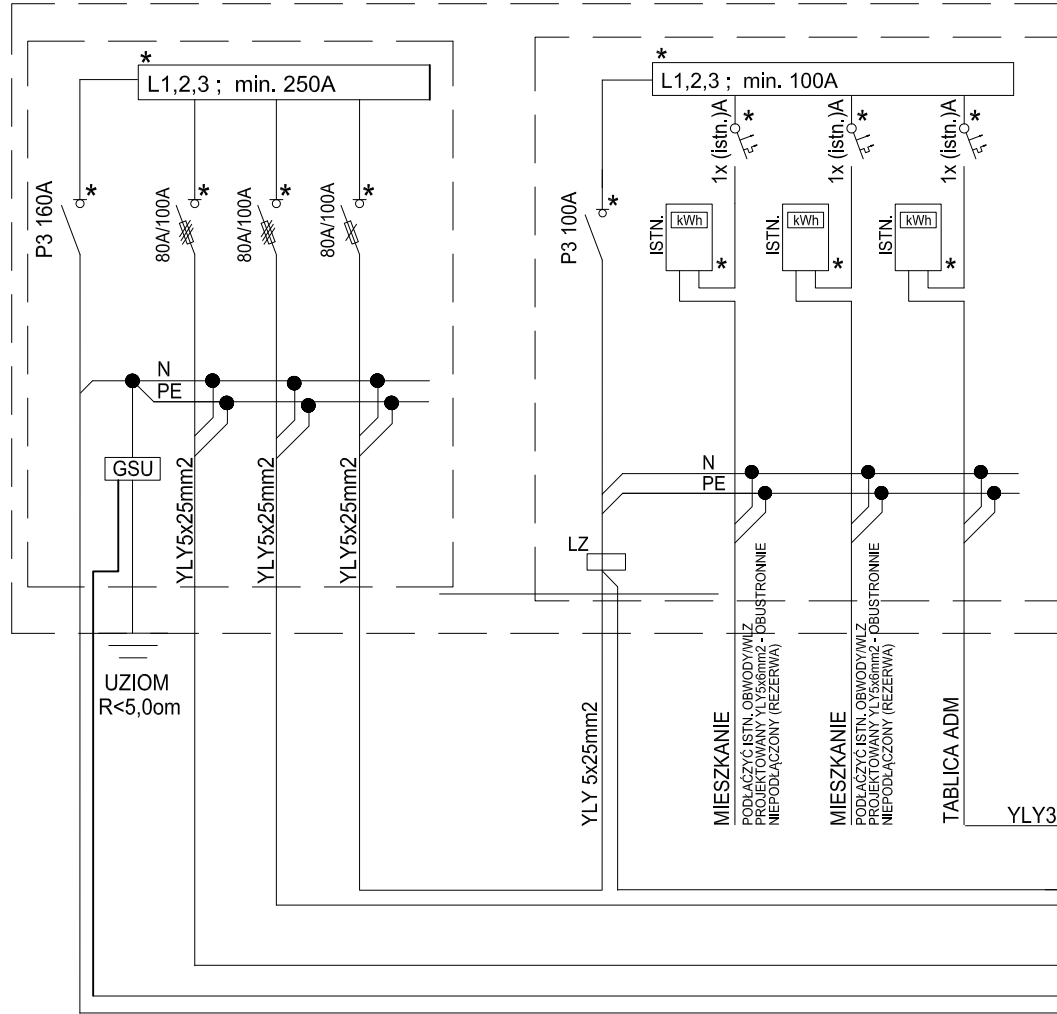 *
L1,2,3 ; min. 250A
P3 160A
*
80A/100A
*
80A/100A
*
80A/100A
*
N
PE
GSU
YLY5x25mm2
YLY5x25mm2
YLY5x25mm2
UZIOM
R<5,0om
*
L1,2,3 ; min. 100A
P3 100A
*
1x (istn.)A
*
1x (istn.)A
*
1x (istn.)A
*
ISTN.
kWh
*
ISTN.
kWh
*
ISTN.
kWh
*
N
PE
LZ
YLY 5x25mm2
MIESZKANIE
PODŁĄCZYĆ ISTN. OBWODY/WLZ
PROJEKTOWANY YLY5x6mm2 - OBUSTRONNIE
NIEPODŁĄCZONY (REZERWA)
MIESZKANIE
PODŁĄCZYĆ ISTN. OBWODY/WLZ
PROJEKTOWANY YLY5x6mm2 - OBUSTRONNIE
NIEPODŁĄCZONY (REZERWA)
TABLICA ADM
YLY3